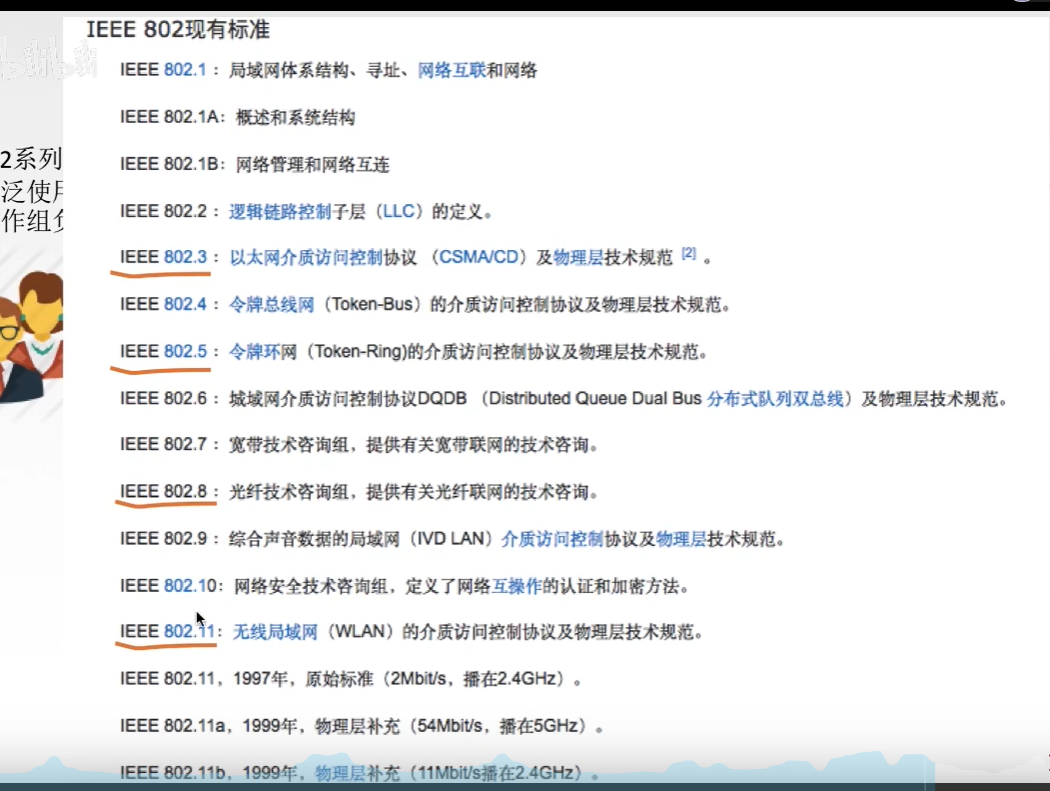 IEEE 802现有标准
IEEE 802.1 ：局域网体系结构、寻址、网络互联和网络
IEEE 802.1A：概述和系统结构
IEEE 802.1B：网络管理和网络互连
2系列
泛使用
作组负
IEEE 802.2 ：逻辑链路控制子层（LLC）的定义。
IEEE 802.3 ：以太网介质访问控制协议 （CSMA/CD）及物理层技术规范 [2] 。
IEEE 802.4 ：令牌总线网（Token-Bus）的介质访问控制协议及物理层技术规范。
IEEE 802.5 ：令牌环网（Token-Ring)的介质访问控制协议及物理层技术规范。
IEEE 802.6 ：城域网介质访问控制协议DQDB （Distributed Queue Dual Bus 分布式队列双总线）及物理层技术规范。
IEEE 802.7 ：宽带技术咨询组，提供有关宽带联网的技术咨询。
IEEE 802.8 ：光纤技术咨询组，提供有关光纤联网的技术咨询。
IEEE 802.9 ：综合声音数据的局域网（IVD LAN）介质访问控制协议及物理层技术规范。
IEEE 802.10：网络安全技术咨询组，定义了网络互操作的认证和加密方法。
IEEE 802.11：无线局域网（WLAN）的介质访问控制协议及物理层技术规范。
IEEE 802.11，1997年，原始标准（2Mbit/s，播在2.4GHz）。
IEEE 802.11a，1999年，物理层补充（54Mbit/s，播在5GHz）。
IEEE 802.11b，1999年，物理层补充（11Mbit/s播在2.4GHz）。